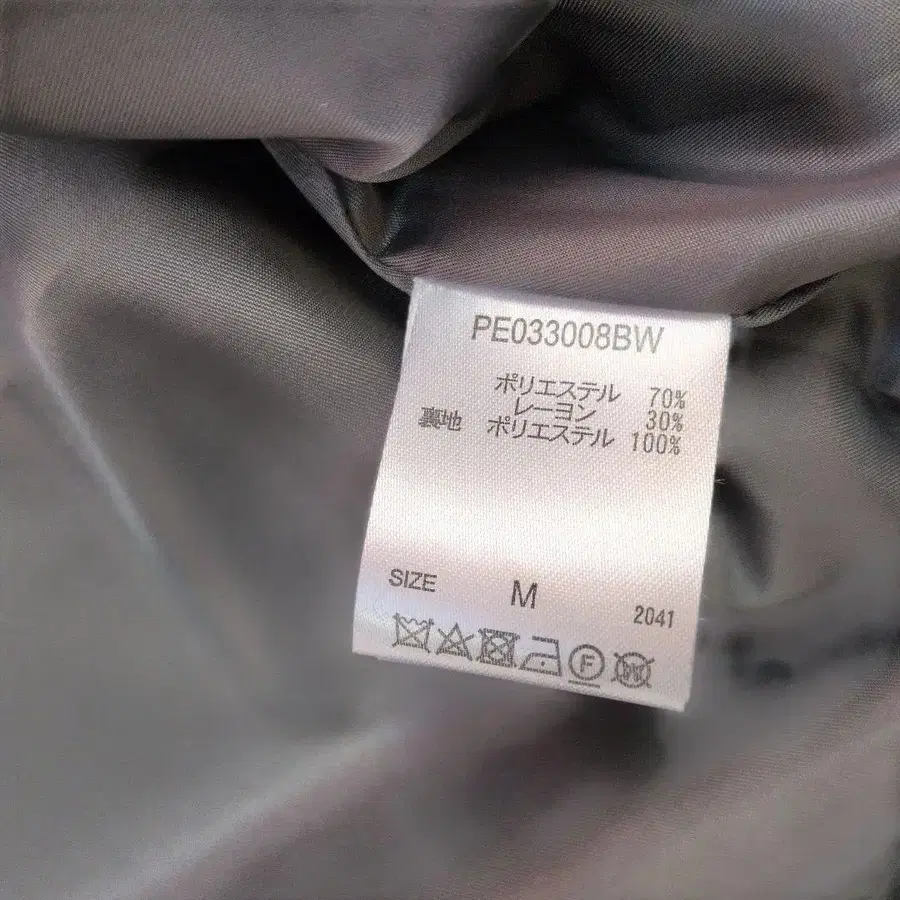 PE033008BW
ポリエステル 70%
レーヨン 30%
裏地 ポリエステル 100%
SIZE M 2041
F W